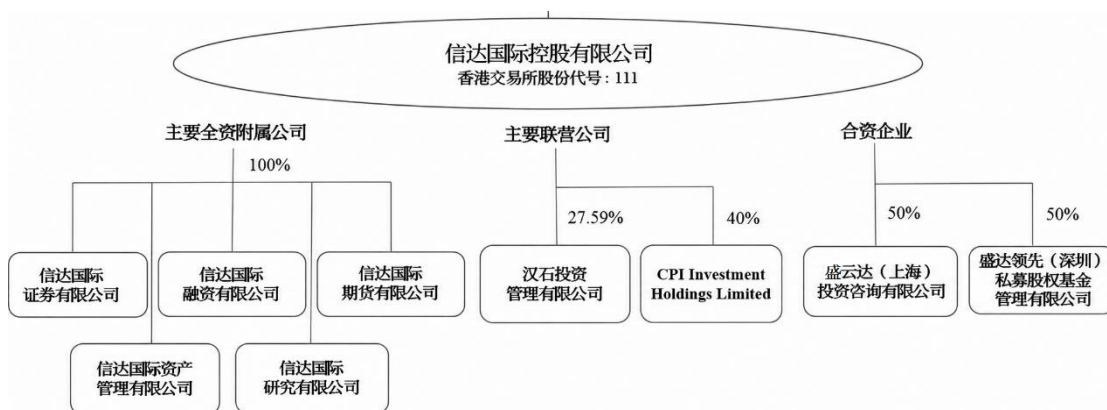 信达国际控股有限公司
香港交易所股份代号：111
主要全资附属公司
主要联营公司
合资企业
100%
27.59%
40%
50%
50%
信达国际
证券有限公司
信达国际
融资有限公司
信达国际
期货有限公司
汉石投资
管理有限公司
CPI Investment
Holdings Limited
盛云达（上海）
投资咨询有限公司
盛达领先（深圳）
私募股权基金
管理有限公司
信达国际资产
管理有限公司
信达国际
研究有限公司